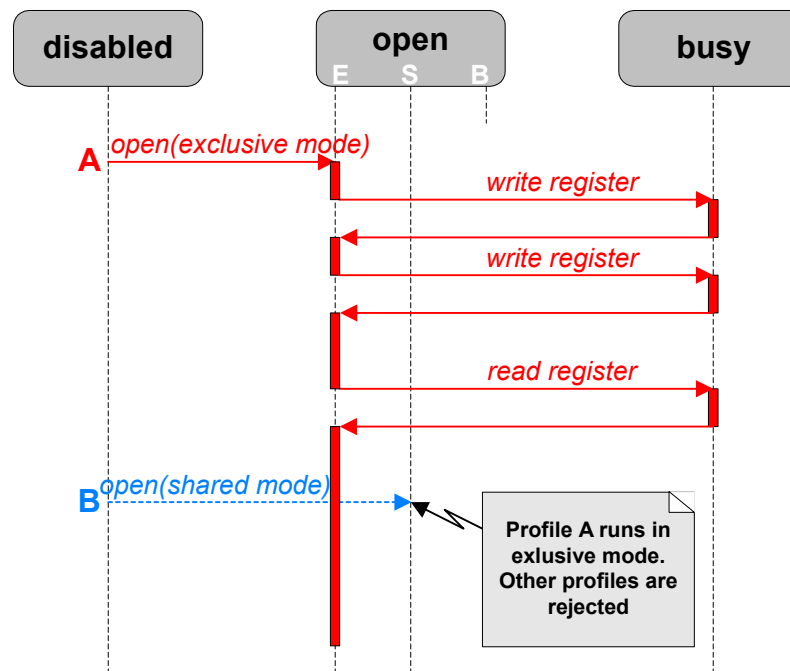 disabled
open
busy
E S B
open(exclusive mode)
A
write register
write register
read register
open(shared mode)
B
Profile A runs in
exlusive mode.
Other profiles are
rejected